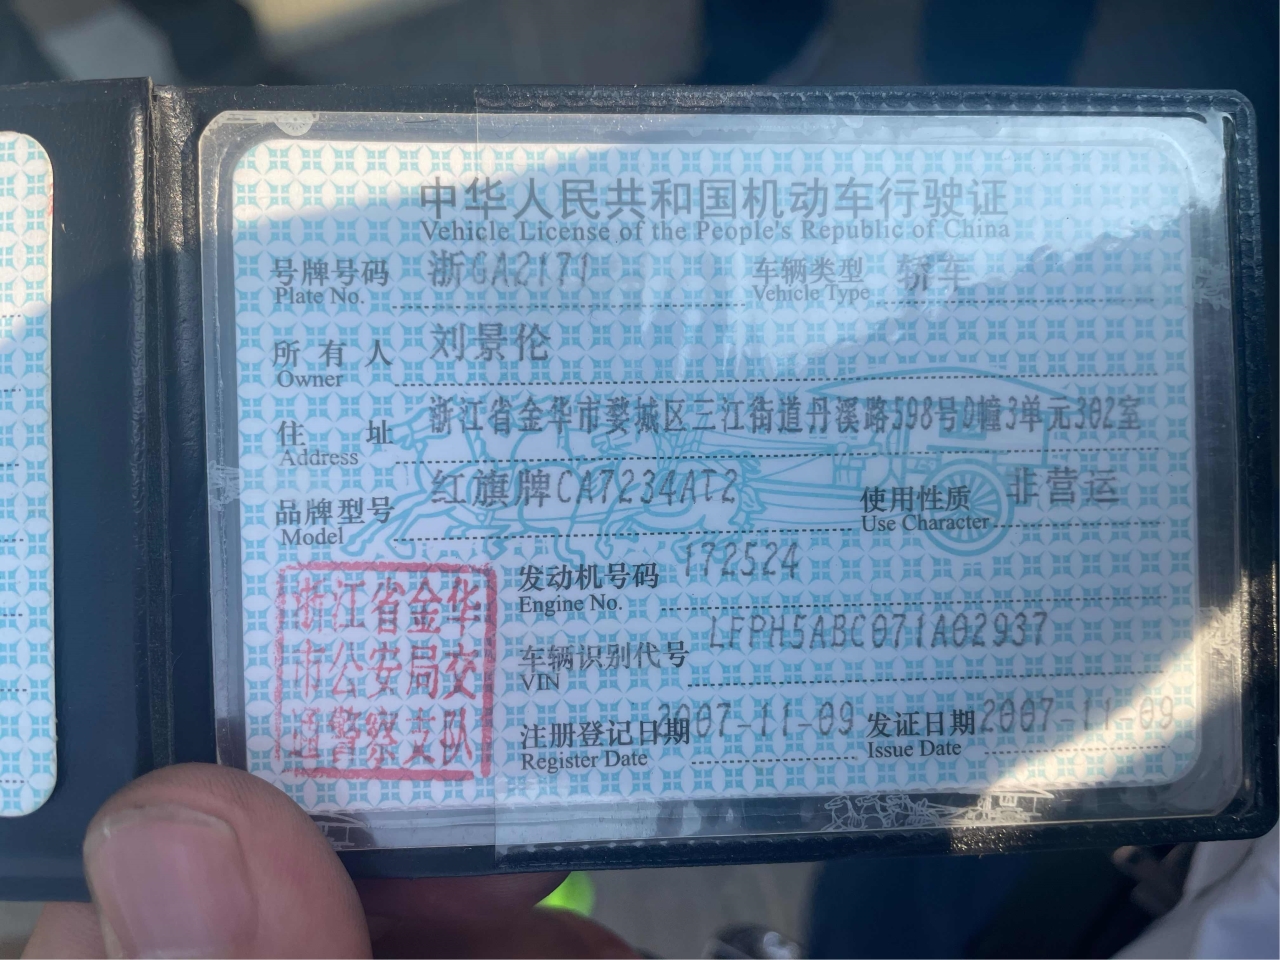 中华人民共和国机动车行驶证
Vehicle License of the People's Republic of China
号牌号码 浙GA2171 车辆类型 轿车
Plate No. Vehicle Type
所有人 刘景伦
Owner
住址 浙江省金华市婺城区三江街道丹溪路598号D幢3单元302室
Address
品牌型号 红旗牌CA7234AT2 使用性质 非营运
Model Use Character
发动机号码 172524
Engine No.
车辆识别代号 LFPH5ABC071A02937
VIN
注册登记日期 2007-11-09 发证日期 2007-11-09
Register Date Issue Date
浙江省金华
市公安局交
通警察支队